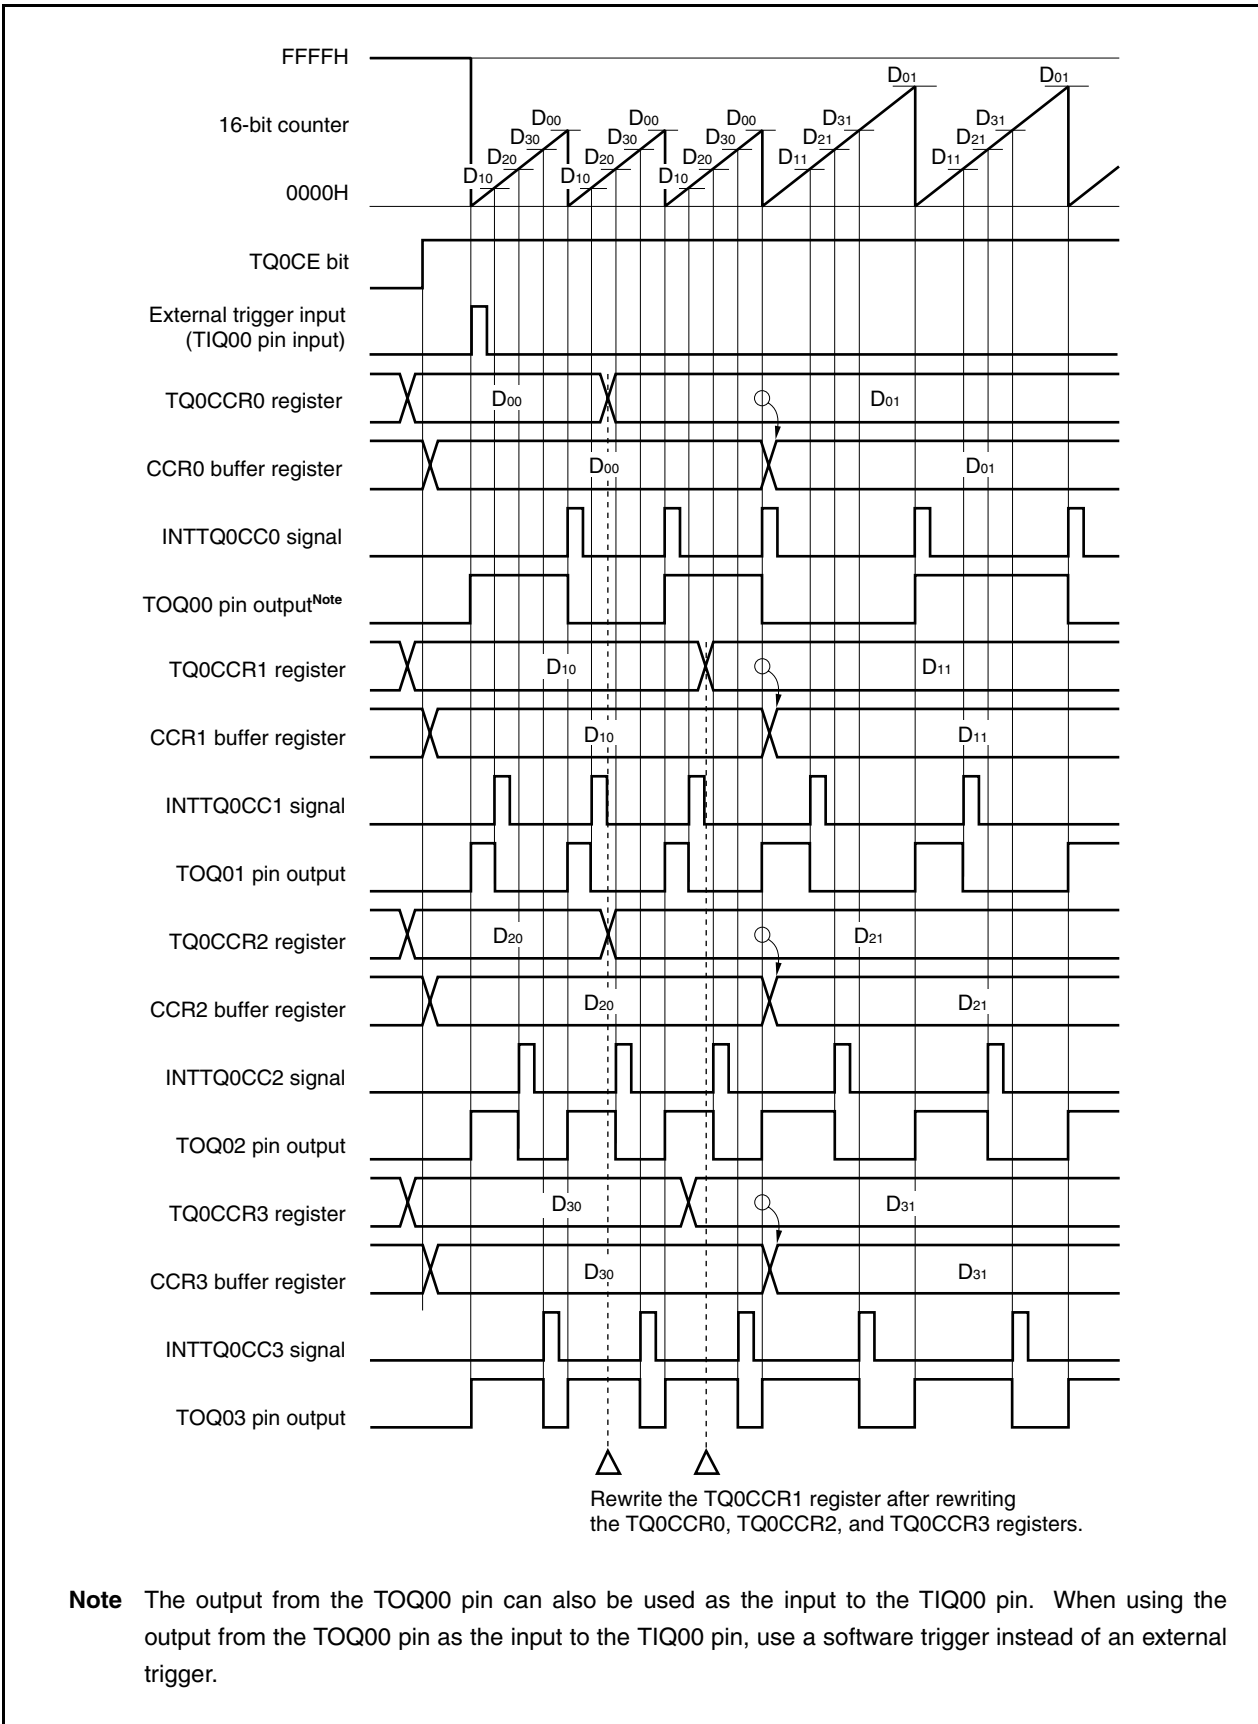 FFFFH
16-bit counter
0000H
D01 D01
D00 D00 D00 D31 D31
D30 D30 D30 D21 D21
D20 D20 D20 D11 D11
D10 D10 D10
TQ0CE bit
External trigger input
(TIQ00 pin input)
TQ0CCR0 register D00 D01
CCR0 buffer register D00 D01
INTTQ0CC0 signal
TOQ00 pin outputNote
TQ0CCR1 register D10 D11
CCR1 buffer register D10 D11
INTTQ0CC1 signal
TOQ01 pin output
TQ0CCR2 register D20 D21
CCR2 buffer register D20 D21
INTTQ0CC2 signal
TOQ02 pin output
TQ0CCR3 register D30 D31
CCR3 buffer register D30 D31
INTTQ0CC3 signal
TOQ03 pin output
Rewrite the TQ0CCR1 register after rewriting
the TQ0CCR0, TQ0CCR2, and TQ0CCR3 registers.
Note The output from the TOQ00 pin can also be used as the input to the TIQ00 pin. When using the
output from the TOQ00 pin as the input to the TIQ00 pin, use a software trigger instead of an external
trigger.